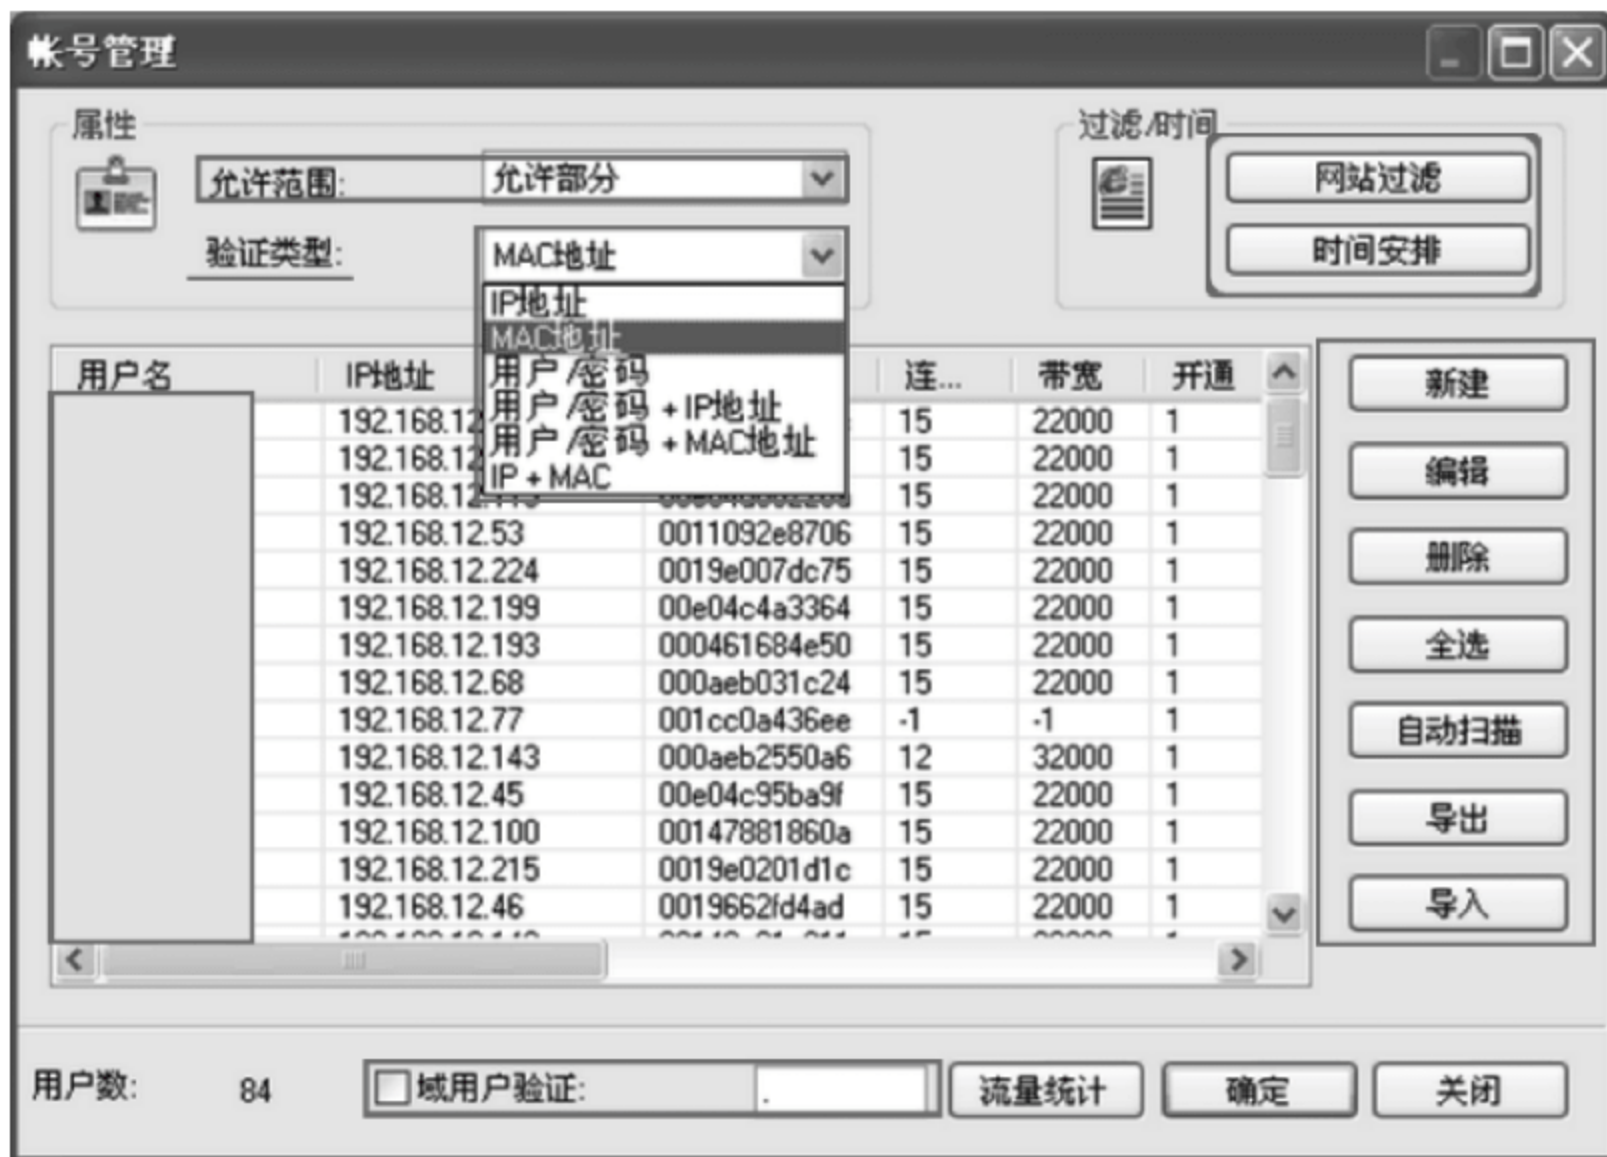 帐号管理
属性
允许范围: 允许部分
验证类型: MAC地址
IP地址
MAC地址
用户/密码
用户/密码 + IP地址
用户/密码 + MAC地址
IP + MAC
过滤/时间
网站过滤
时间安排
用户名 IP地址 连... 带宽 开通
192.168.12 15 22000 1
192.168.12 15 22000 1
15 22000 1
192.168.12.53 0011092e8706 15 22000 1
192.168.12.224 0019e007dc75 15 22000 1
192.168.12.199 00e04c4a3364 15 22000 1
192.168.12.193 000461684e50 15 22000 1
192.168.12.68 000aeb031c24 15 22000 1
192.168.12.77 001cc0a436ee -1 -1 1
192.168.12.143 000aeb2550a6 12 32000 1
192.168.12.45 00e04c95ba9f 15 22000 1
192.168.12.100 00147881860a 15 22000 1
192.168.12.215 0019e0201d1c 15 22000 1
192.168.12.46 0019662fd4ad 15 22000 1
新建
编辑
删除
全选
自动扫描
导出
导入
用户数: 84 域用户验证: . 流量统计 确定 关闭